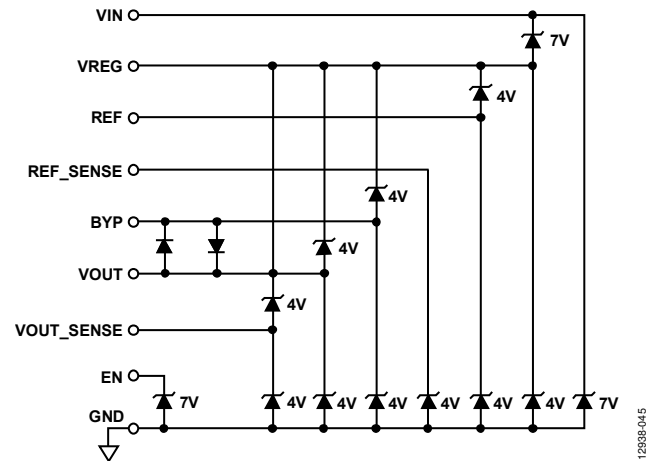 VIN
7V
VREG
4V
REF
REF_SENSE
4V
BYP
4V
VOUT
4V
VOUT_SENSE
EN
7V 4V 4V 4V 4V 4V 4V 7V
GND
12938-045